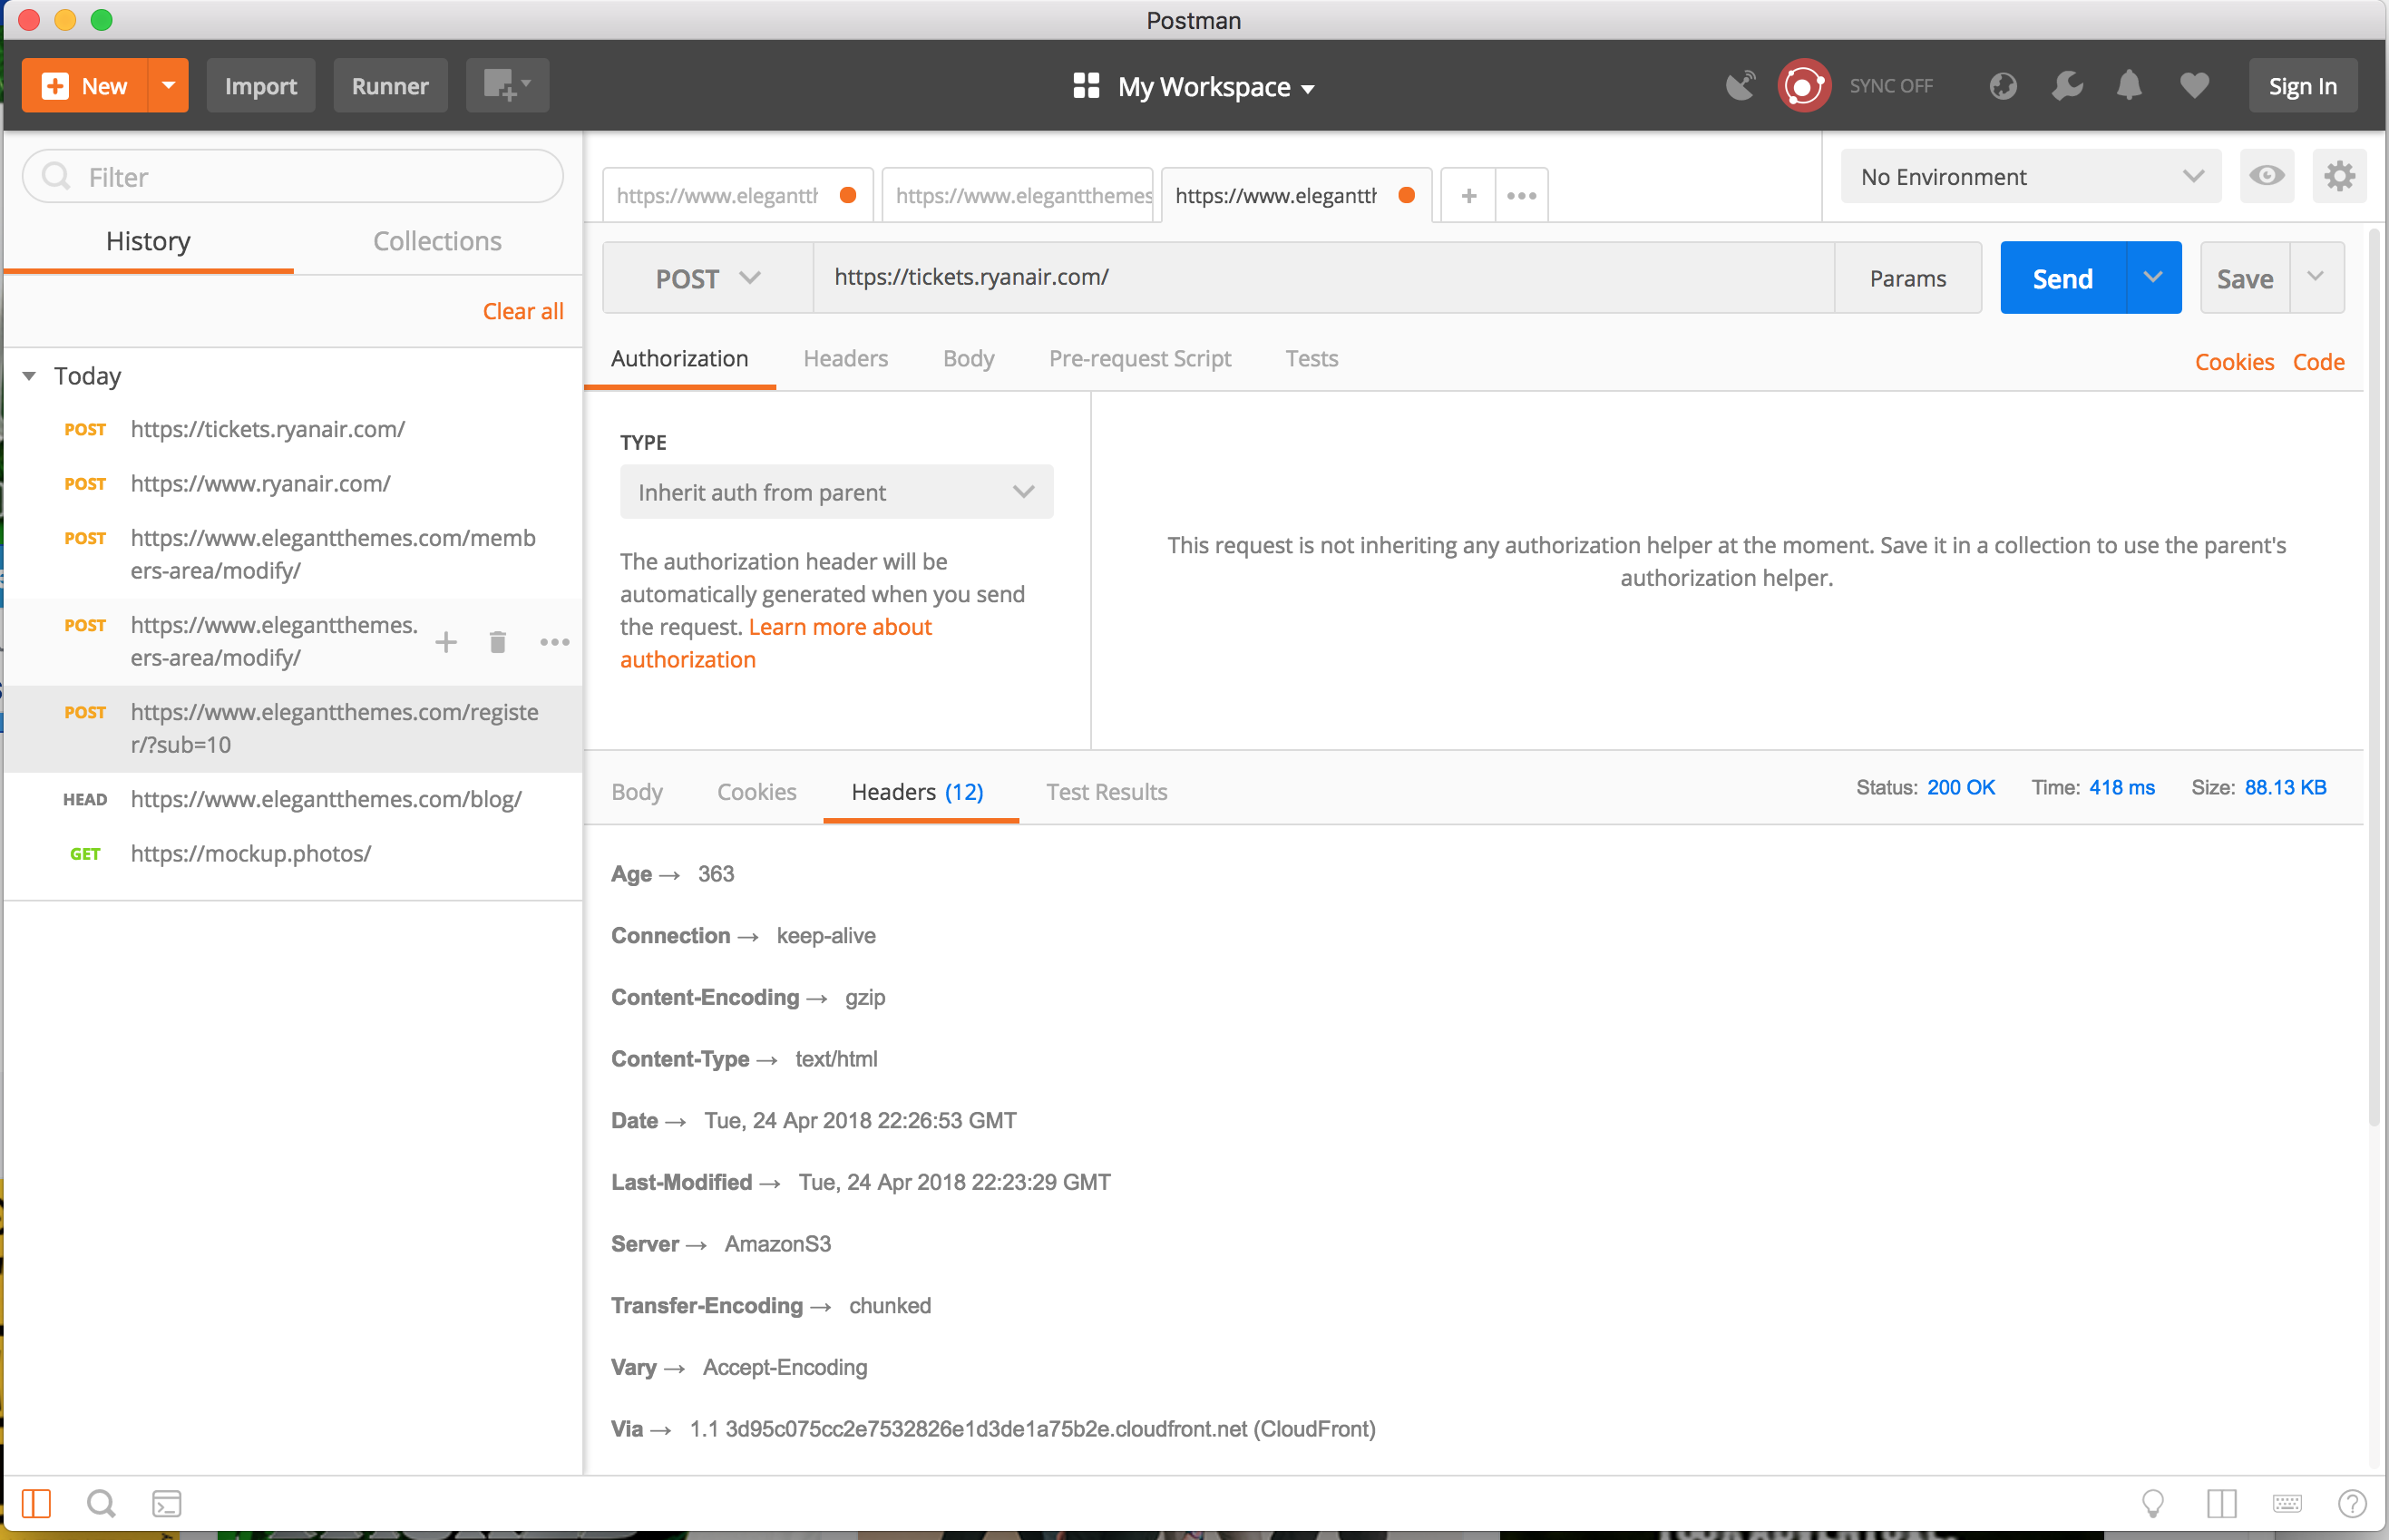 Postman
New
Import
Runner
My Workspace
SYNC OFF
Sign In
Filter
History
Collections
Clear all
Today
POST https://tickets.ryanair.com/
POST https://www.ryanair.com/
POST https://www.elegantthemes.com/memb
ers-area/modify/
POST https://www.elegantthemes.
ers-area/modify/
POST https://www.elegantthemes.com/registe
r/?sub=10
HEAD https://www.elegantthemes.com/blog/
GET https://mockup.photos/
https://www.elegantth
https://www.elegantthemes
https://www.elegantth
No Environment
POST
https://tickets.ryanair.com/
Params
Send
Save
Authorization
Headers
Body
Pre-request Script
Tests
Cookies
Code
TYPE
Inherit auth from parent
The authorization header will be
automatically generated when you send
the request. Learn more about
authorization
This request is not inheriting any authorization helper at the moment. Save it in a collection to use the parent's
authorization helper.
Body
Cookies
Headers (12)
Test Results
Status: 200 OK
Time: 418 ms
Size: 88.13 KB
Age → 363
Connection → keep-alive
Content-Encoding → gzip
Content-Type → text/html
Date → Tue, 24 Apr 2018 22:26:53 GMT
Last-Modified → Tue, 24 Apr 2018 22:23:29 GMT
Server → AmazonS3
Transfer-Encoding → chunked
Vary → Accept-Encoding
Via → 1.1 3d95c075cc2e7532826e1d3de1a75b2e.cloudfront.net (CloudFront)